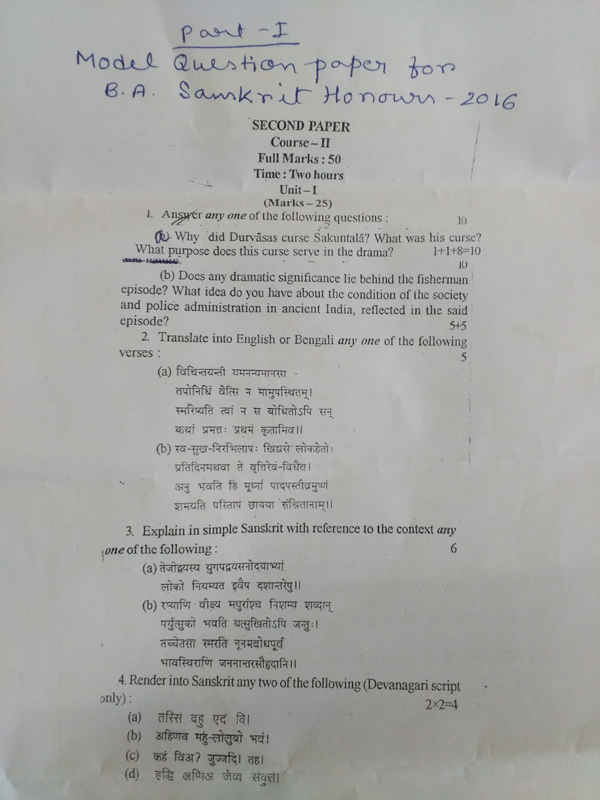 Part - I
Model Question paper for
B.A. Samskrit Honours - 2016
SECOND PAPER
Course – II
Full Marks : 50
Time : Two hours
Unit – I
(Marks – 25)
1. Answer any one of the following questions : 10
(a) Why did Durvāsas curse Śakuntalā? What was his curse?
What purpose does this curse serve in the drama? 1+1+8=10
10
(b) Does any dramatic significance lie behind the fisherman
episode? What idea do you have about the condition of the society
and police administration in ancient India, reflected in the said
episode? 5+5
2. Translate into English or Bengali any one of the following
verses : 5
(a) विचिन्तयन्ती यमनन्यमानसा -
तपोनिधिं वेत्सि न मामुपस्थितम्।
स्मरिष्यति त्वां न स बोधितोऽपि सन्
कथां प्रमत्तः प्रथमं कृतामिव।।
(b) स्व-सुख-निरभिलाषः खिद्यसे लोकहेतोः
प्रतिदिनमथवा ते वृत्तिरेवं-विधैव।
अनु भवति हि मूर्ध्ना पादपस्तीव्रमुष्णं
शमयति परितापं छायया संश्रितानाम्।।
3. Explain in simple Sanskrit with reference to the context any
one of the following : 6
(a) तेजोद्वयस्य युगपद्व्यसनोदयाभ्यां
लोको नियम्यत इवैष दशान्तरेषु।।
(b) रम्याणि वीक्ष्य मधुरांश्च निशम्य शब्दान्
पर्युत्सुको भवति यत्सुखितोऽपि जन्तुः।
तच्चेतसा स्मरति नूनमबोधपूर्वं
भावस्थिराणि जननान्तरसौहृदानि।।
4. Render into Sanskrit any two of the following (Devanagari script
only) : 2×2=4
(a) तस्सिं बहु एदं वि।
(b) अहिणव महु-लोलुबो भवं।
(c) कहं विअ? जुज्जदि। तह।
(d) हद्धि अणिअ जेव्व संवुत्तं।